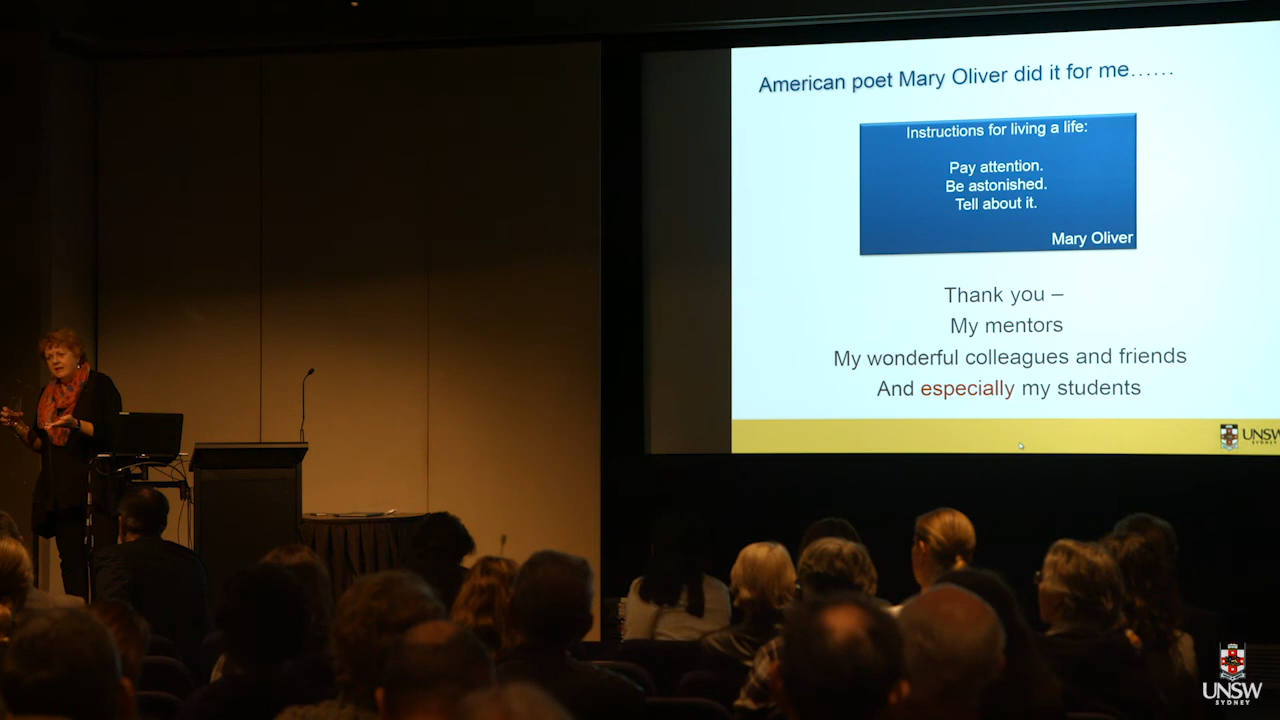 American poet Mary Oliver did it for me……
Instructions for living a life:
Pay attention.
Be astonished.
Tell about it.
Mary Oliver
Thank you –
My mentors
My wonderful colleagues and friends
And especially my students
UNSW
SYDNEY
UNSW
SYDNEY